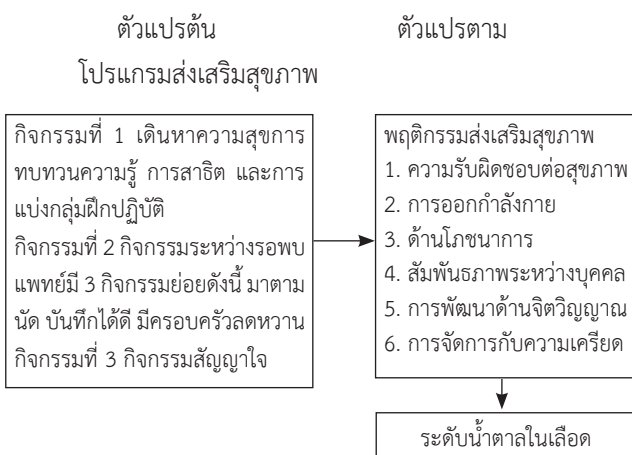 ตัวแปรต้น
ตัวแปรตาม
โปรแกรมส่งเสริมสุขภาพ
กิจกรรมที่ 1 เดินหาความสุขการ
ทบทวนความรู้ การสาธิต และการ
แบ่งกลุ่มฝึกปฏิบัติ
กิจกรรมที่ 2 กิจกรรมระหว่างรอพบ
แพทย์มี 3 กิจกรรมย่อยดังนี้ มาตาม
นัด บันทึกได้ดี มีครอบครัวลดหวาน
กิจกรรมที่ 3 กิจกรรมสัญญาใจ
พฤติกรรมส่งเสริมสุขภาพ
1. ความรับผิดชอบต่อสุขภาพ
2. การออกกำลังกาย
3. ด้านโภชนาการ
4. สัมพันธภาพระหว่างบุคคล
5. การพัฒนาด้านจิตวิญญาณ
6. การจัดการกับความเครียด
ระดับน้ำตาลในเลือด